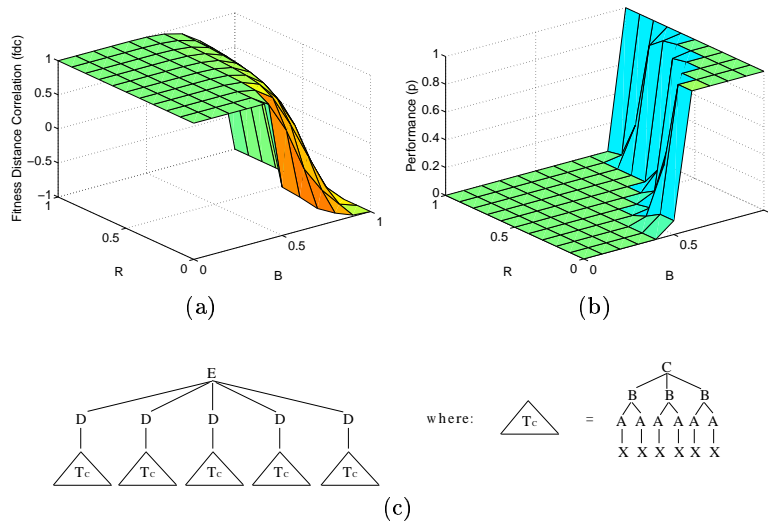 Fitness Distance Correlation (fdc)
1
0.5
0
−0.5
−1
1
0.5
0
R
0
0.5
1
B
(a)
Performance (p)
1
0.8
0.6
0.4
0.2
0
1
0.5
0
R
0
0.5
B
(b)
E
D D D D D
Tc Tc Tc Tc Tc
where: Tc =
C
B B B
A A A A A A
X X X X X X
(c)